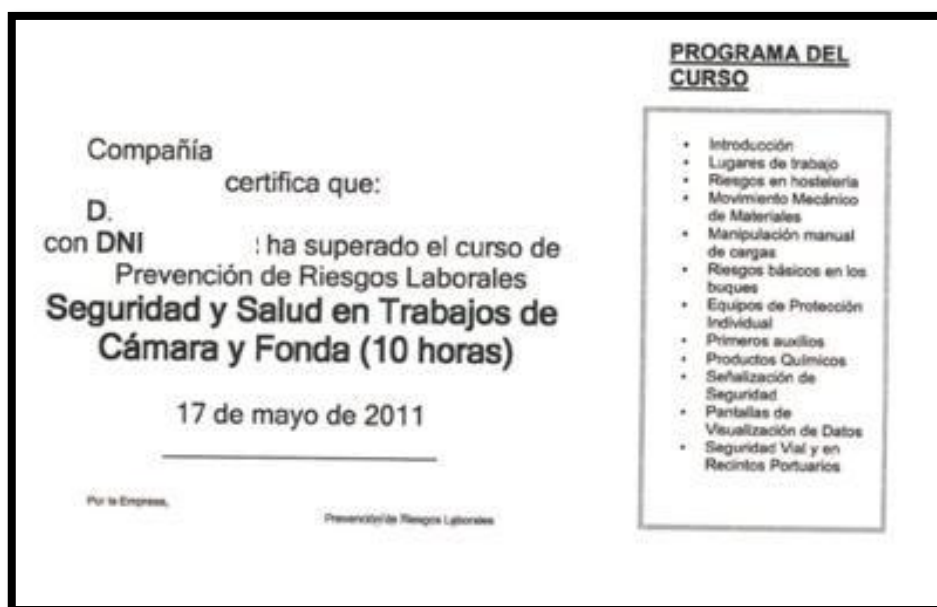 Compañía
certifica que:
D.
con DNI : ha superado el curso de
Prevención de Riesgos Laborales
Seguridad y Salud en Trabajos de
Cámara y Fonda (10 horas)
17 de mayo de 2011
Por la Empresa,
Prevención de Riesgos Laborales
PROGRAMA DEL
CURSO
• Introducción
• Lugares de trabajo
• Riesgos en hostelería
• Movimiento Mecánico
de Materiales
• Manipulación manual
de cargas
• Riesgos básicos en los
buques
• Equipos de Protección
Individual
• Primeros auxilios
• Productos Químicos
• Señalización de
Seguridad
• Pantallas de
Visualización de Datos
• Seguridad Vial y en
Recintos Portuarios